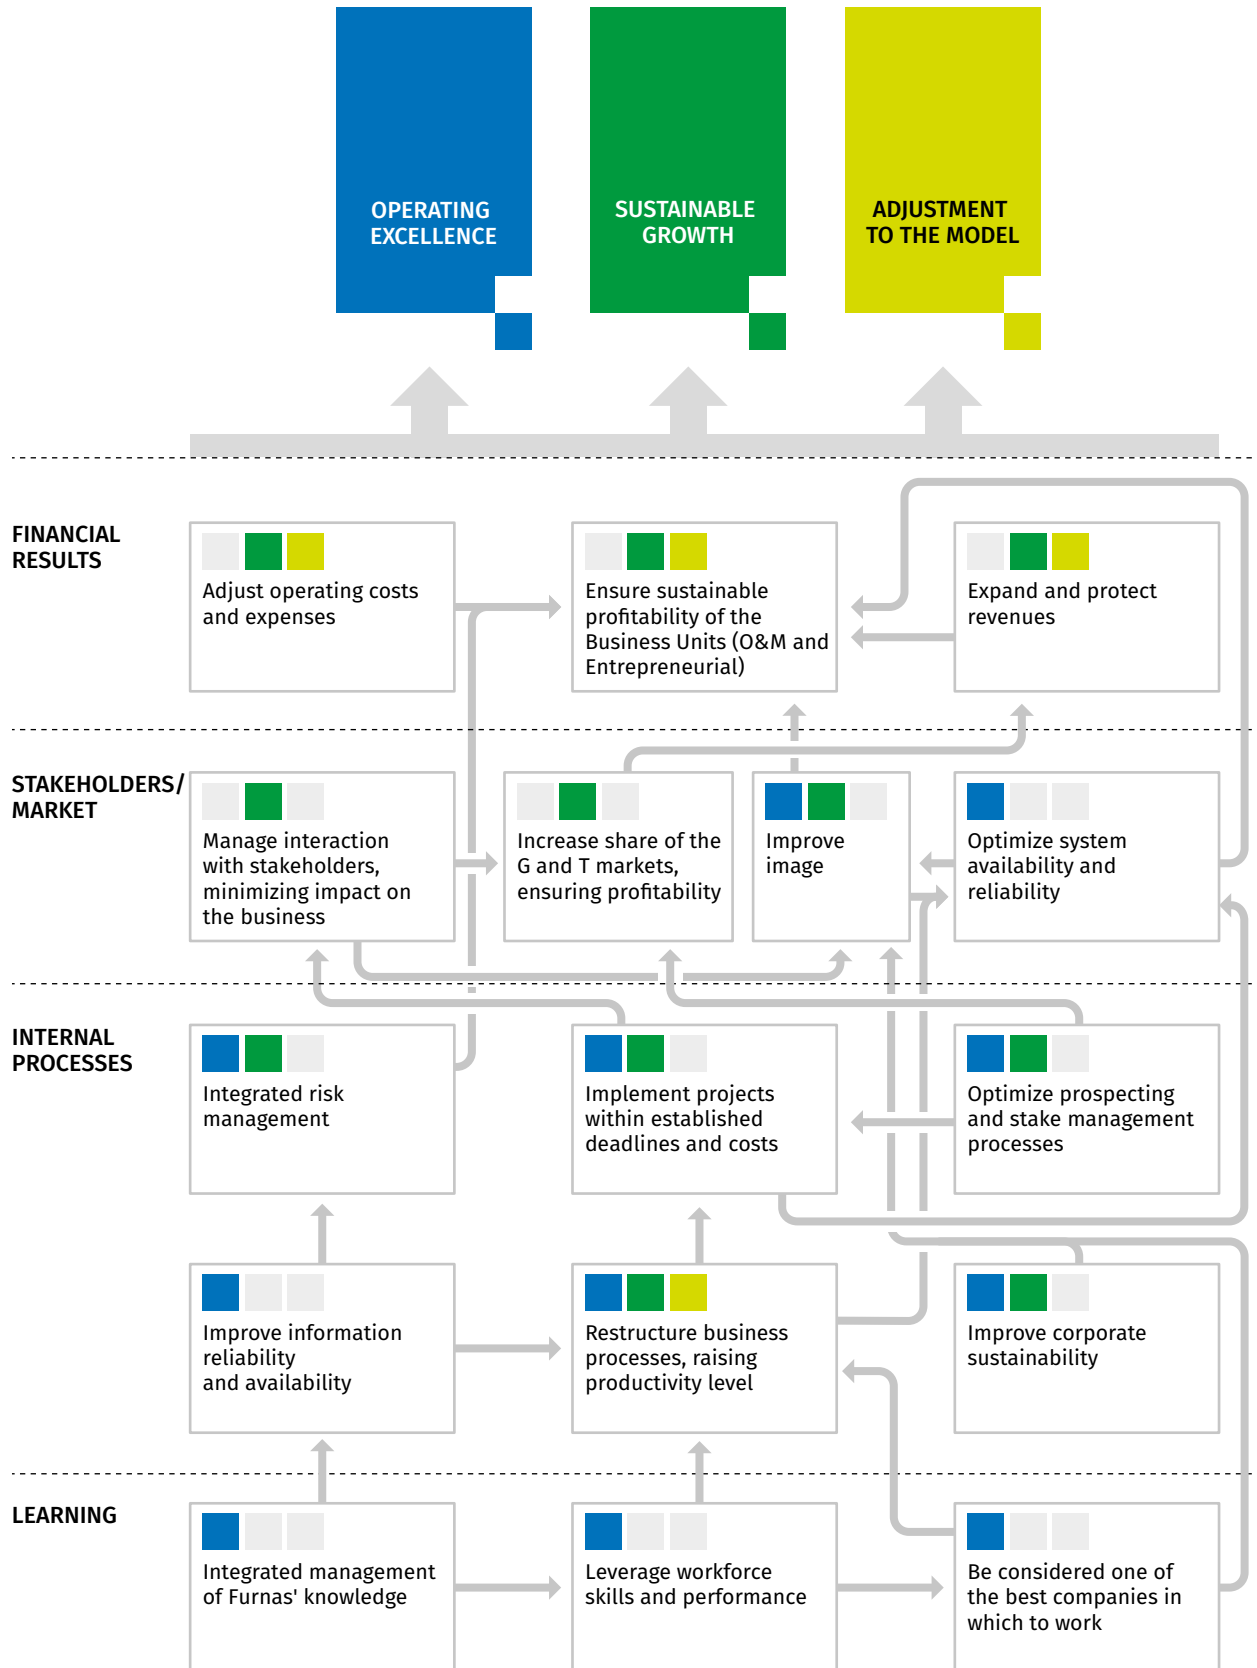 OPERATING
EXCELLENCE
SUSTAINABLE
GROWTH
ADJUSTMENT
TO THE MODEL
FINANCIAL
RESULTS
Adjust operating costs
and expenses
Ensure sustainable
profitability of the
Business Units (O&M and
Entrepreneurial)
Expand and protect
revenues
STAKEHOLDERS/
MARKET
Manage interaction
with stakeholders,
minimizing impact on
the business
Increase share of the
G and T markets,
ensuring profitability
Improve
image
Optimize system
availability and
reliability
INTERNAL
PROCESSES
Integrated risk
management
Implement projects
within established
deadlines and costs
Optimize prospecting
and stake management
processes
Improve information
reliability
and availability
Restructure business
processes, raising
productivity level
Improve corporate
sustainability
LEARNING
Integrated management
of Furnas' knowledge
Leverage workforce
skills and performance
Be considered one of
the best companies in
which to work